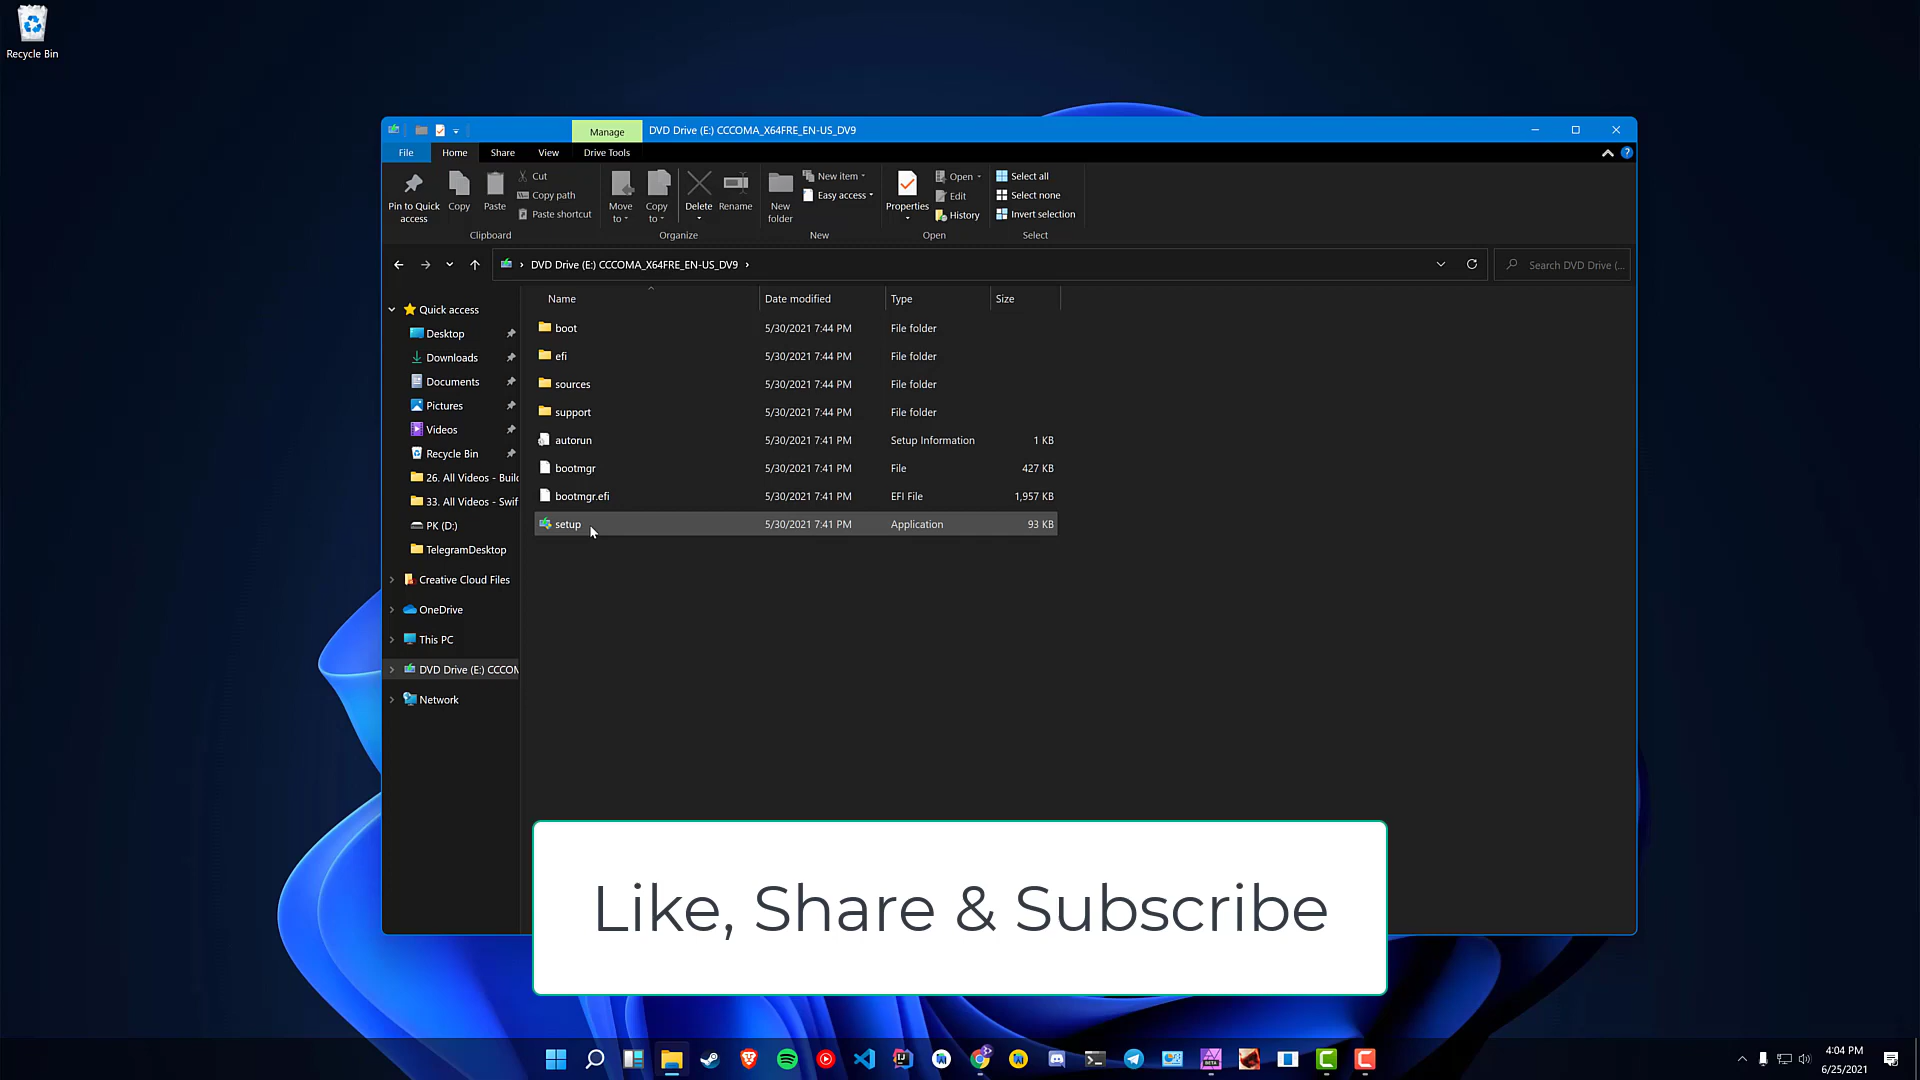 Recycle Bin
Manage
DVD Drive (E:) CCCOMA_X64FRE_EN-US_DV9
File
Home
Share
View
Drive Tools
Pin to Quick access
Copy
Paste
Cut
Copy path
Paste shortcut
Clipboard
Move to
Copy to
Delete
Rename
Organize
New folder
New item
Easy access
New
Properties
Open
Edit
History
Open
Select all
Select none
Invert selection
Select
DVD Drive (E:) CCCOMA_X64FRE_EN-US_DV9
Search DVD Drive (...
Name Date modified Type Size
boot 5/30/2021 7:44 PM File folder
efi 5/30/2021 7:44 PM File folder
sources 5/30/2021 7:44 PM File folder
support 5/30/2021 7:44 PM File folder
autorun 5/30/2021 7:41 PM Setup Information 1 KB
bootmgr 5/30/2021 7:41 PM File 427 KB
bootmgr.efi 5/30/2021 7:41 PM EFI File 1,957 KB
setup 5/30/2021 7:41 PM Application 93 KB
Quick access
Desktop
Downloads
Documents
Pictures
Videos
Recycle Bin
26. All Videos - Build
33. All Videos - Swif
PK (D:)
TelegramDesktop
Creative Cloud Files
OneDrive
This PC
DVD Drive (E:) CCCOM
Network
Like, Share & Subscribe
4:04 PM
6/25/2021